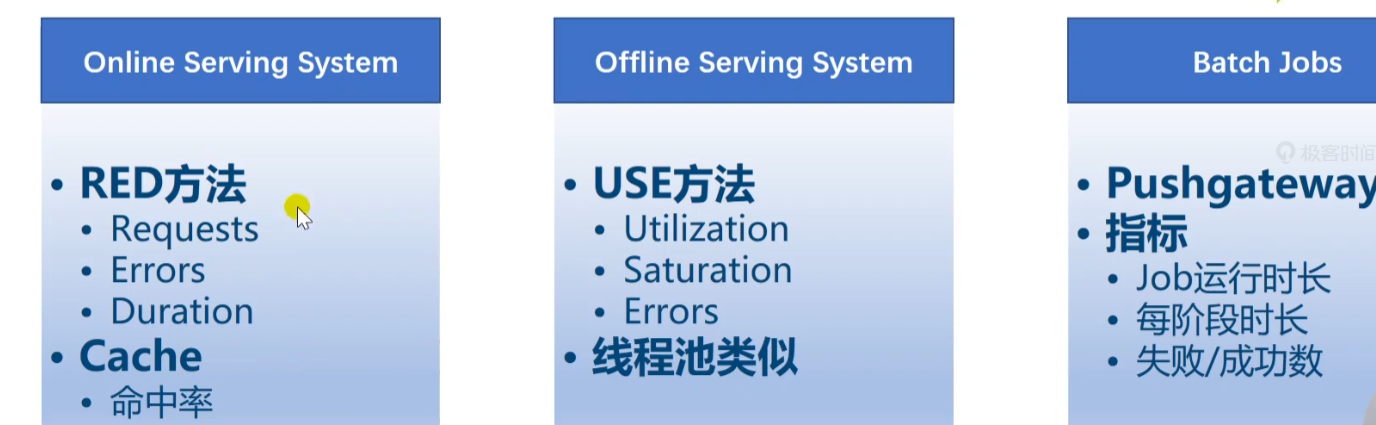 Online Serving System
• RED方法
• Requests
• Errors
• Duration
• Cache
• 命中率
Offline Serving System
• USE方法
• Utilization
• Saturation
• Errors
• 线程池类似
Batch Jobs
极客时间
• Pushgateway
• 指标
• Job运行时长
• 每阶段时长
• 失败/成功数